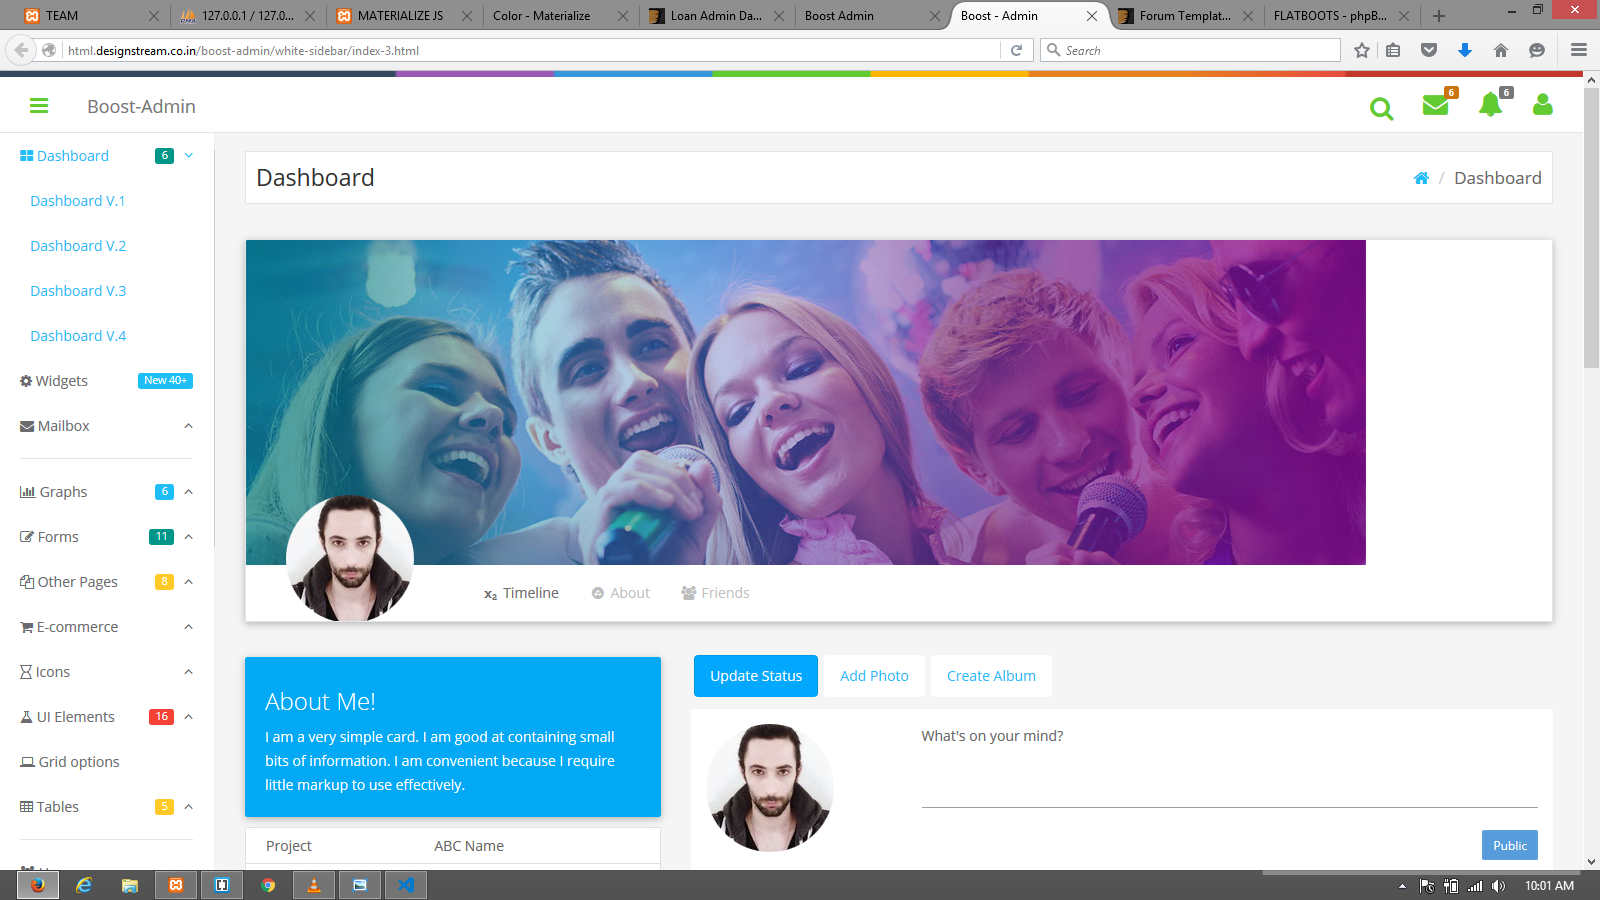 TEAM
127.0.0.1 / 127.0...
MATERIALIZE JS
Color - Materialize
Loan Admin Da...
Boost Admin
Boost - Admin
Forum Templat...
FLATBOOTS - phpB...
html.designstream.co.in/boost-admin/white-sidebar/index-3.html
Search
Boost-Admin
6
6
Dashboard 6
Dashboard V.1
Dashboard V.2
Dashboard V.3
Dashboard V.4
Widgets New 40+
Mailbox
Graphs 6
Forms 11
Other Pages 8
E-commerce
Icons
UI Elements 16
Grid options
Tables 5
Dashboard
/ Dashboard
x2 Timeline
About
Friends
About Me!
I am a very simple card. I am good at containing small
bits of information. I am convenient because I require
little markup to use effectively.
Project ABC Name
Update Status
Add Photo
Create Album
What's on your mind?
Public
10:01 AM